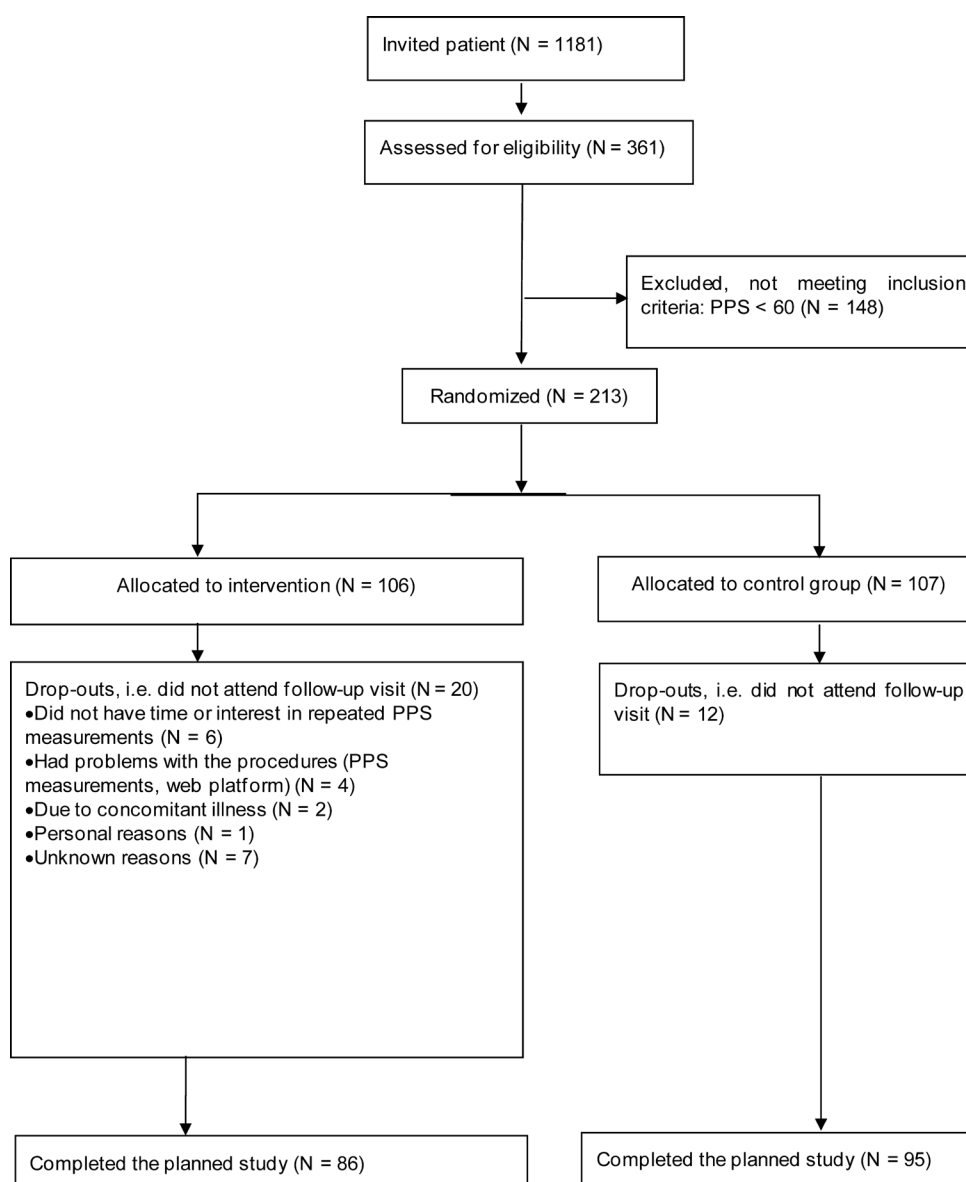 Invited patient (N = 1181)
Assessed for eligibility (N = 361)
Excluded, not meeting inclusion
criteria: PPS < 60 (N = 148)
Randomized (N = 213)
Allocated to intervention (N = 106)
Allocated to control group (N = 107)
Drop-outs, i.e. did not attend follow-up visit (N = 20)
•Did not have time or interest in repeated PPS
measurements (N = 6)
•Had problems with the procedures (PPS
measurements, web platform) (N = 4)
•Due to concomitant illness (N = 2)
•Personal reasons (N = 1)
•Unknown reasons (N = 7)
Drop-outs, i.e. did not attend follow-up
visit (N = 12)
Completed the planned study (N = 86)
Completed the planned study (N = 95)